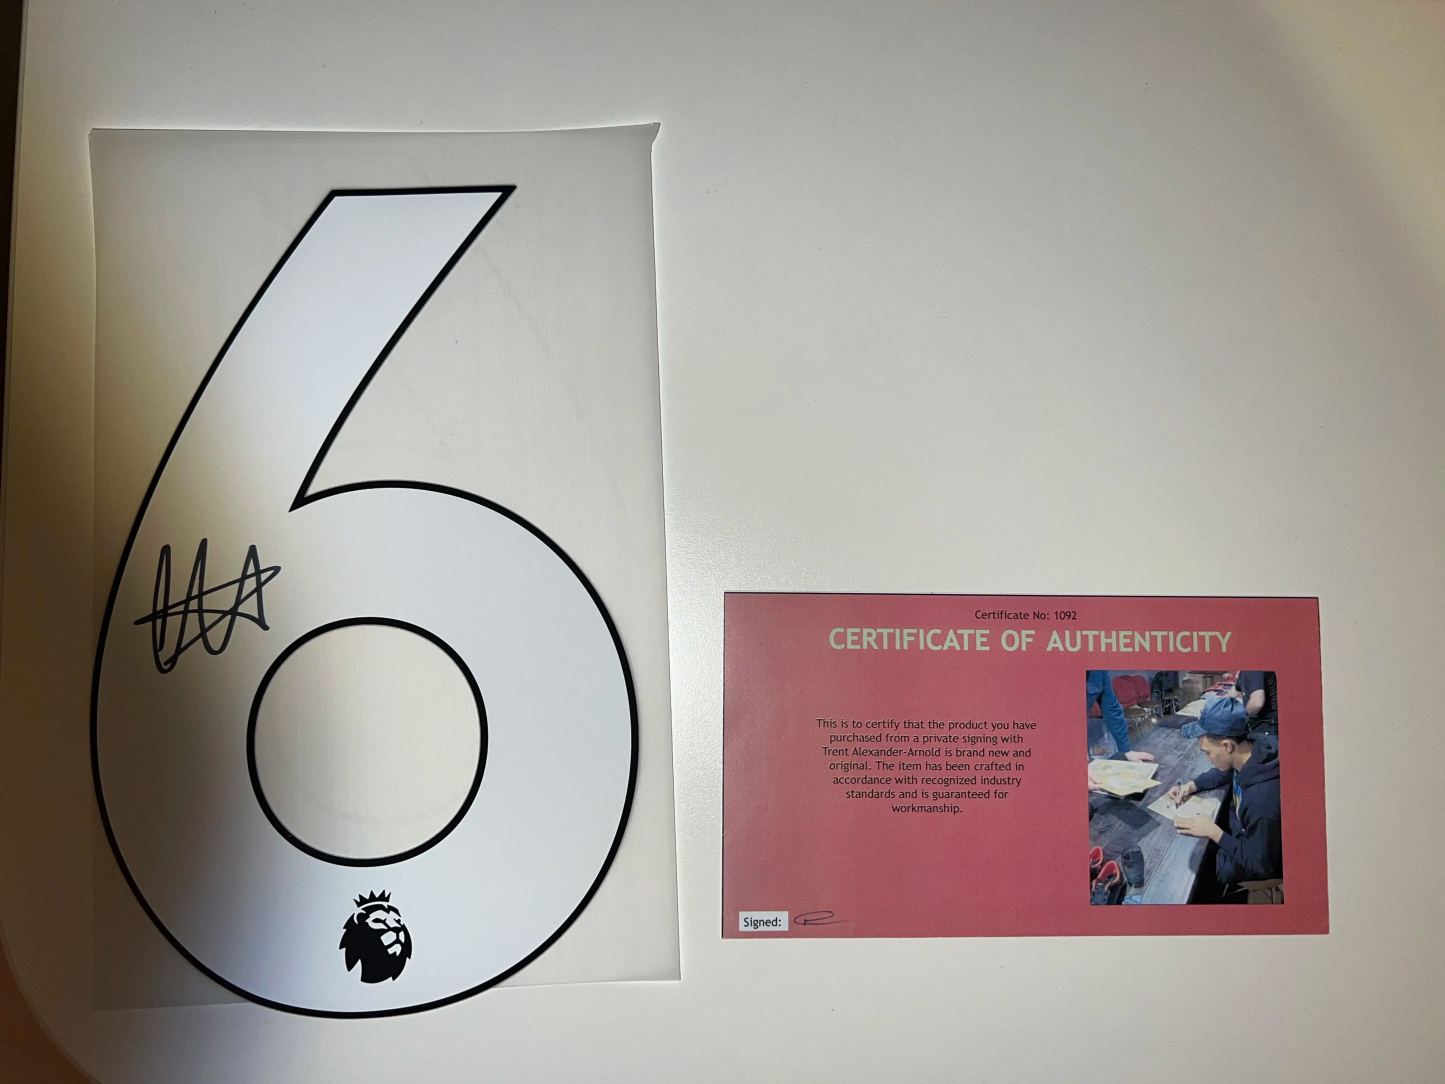 6
Certificate No: 1092
CERTIFICATE OF AUTHENTICITY
This is to certify that the product you have
purchased from a private signing with
Trent Alexander-Arnold is brand new and
original. The item has been crafted in
accordance with recognized industry
standards and is guaranteed for
workmanship.
Signed: